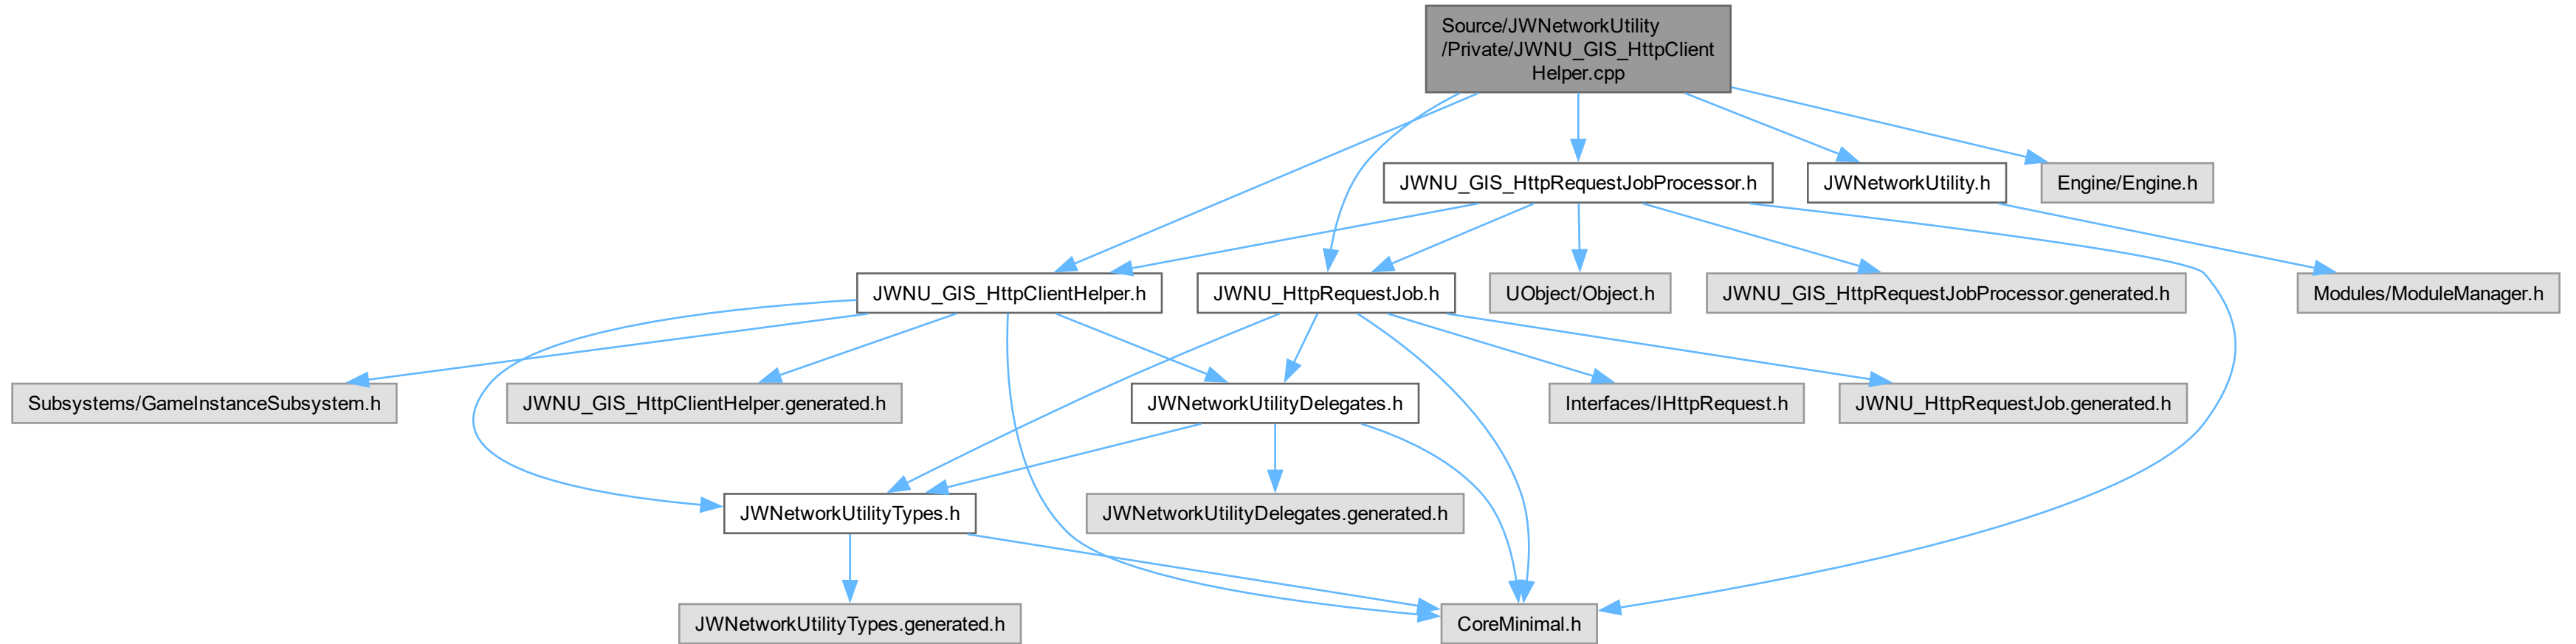 Source/JWNetworkUtility
/Private/JWNU_GIS_HttpClient
Helper.cpp
JWNU_GIS_HttpRequestJobProcessor.h
JWNetworkUtility.h
Engine/Engine.h
JWNU_GIS_HttpClientHelper.h
JWNU_HttpRequestJob.h
UObject/Object.h
JWNU_GIS_HttpRequestJobProcessor.generated.h
Modules/ModuleManager.h
Subsystems/GameInstanceSubsystem.h
JWNU_GIS_HttpClientHelper.generated.h
JWNetworkUtilityDelegates.h
Interfaces/IHttpRequest.h
JWNU_HttpRequestJob.generated.h
JWNetworkUtilityTypes.h
JWNetworkUtilityDelegates.generated.h
JWNetworkUtilityTypes.generated.h
CoreMinimal.h